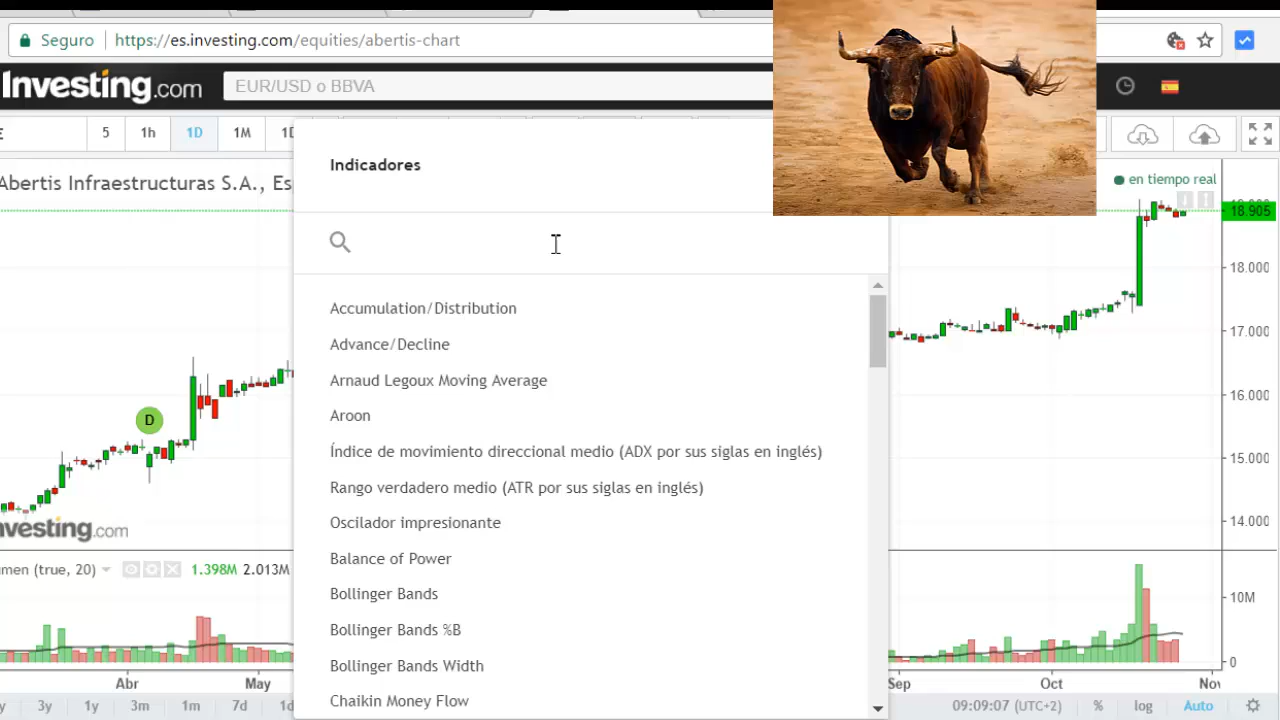 Seguro
https://es.investing.com/equities/abertis-chart
Investing.com
EUR/USD o BBVA
E
5
1h
1D
1M
Indicadores
Abertis Infraestructuras S.A., Es
en tiempo real
18.905
18.000
17.000
16.000
15.000
14.000
D
Accumulation/Distribution
Advance/Decline
Arnaud Legoux Moving Average
Aroon
Índice de movimiento direccional medio (ADX por sus siglas en inglés)
Rango verdadero medio (ATR por sus siglas en inglés)
Oscilador impresionante
Balance of Power
Bollinger Bands
Bollinger Bands %B
Bollinger Bands Width
Chaikin Money Flow
nvesting.com
umen (true, 20)
1.398M
2.013M
10M
0
Abr
May
Sep
Oct
Nov
y
3y
1y
3m
1m
7d
1d
09:09:07 (UTC+2)
%
log
Auto